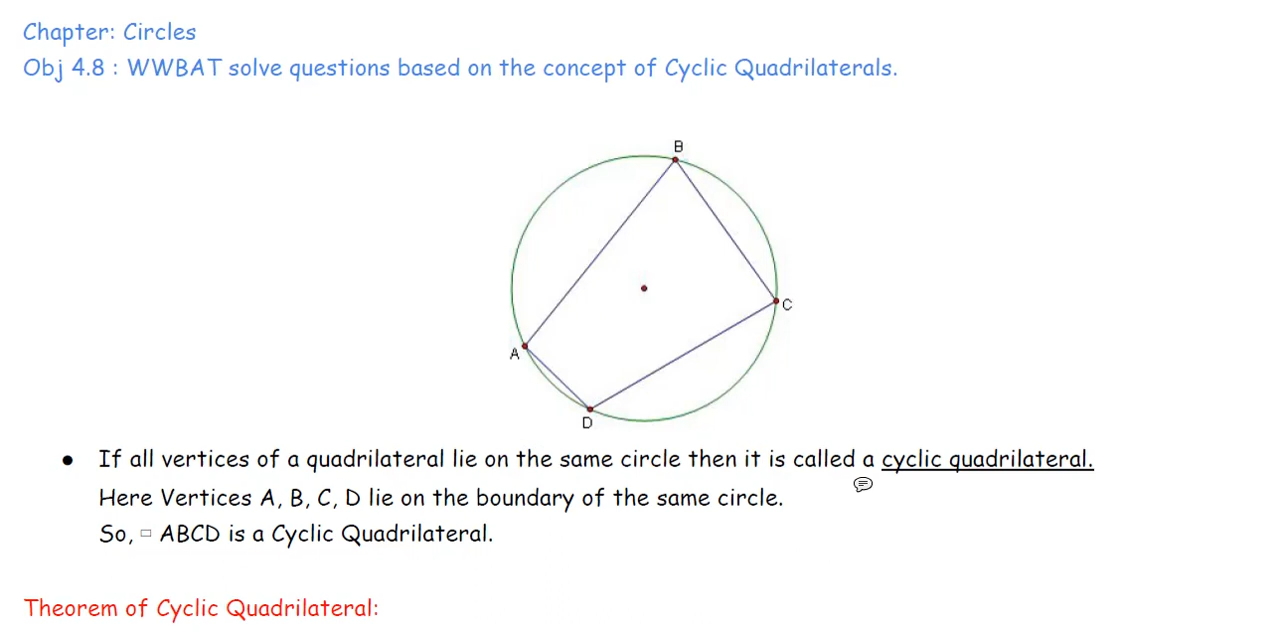 Chapter: Circles
Obj 4.8 : WWBAT solve questions based on the concept of Cyclic Quadrilaterals.
B
C
A
D
● If all vertices of a quadrilateral lie on the same circle then it is called a cyclic quadrilateral.
Here Vertices A, B, C, D lie on the boundary of the same circle.
So, □ ABCD is a Cyclic Quadrilateral.
Theorem of Cyclic Quadrilateral: